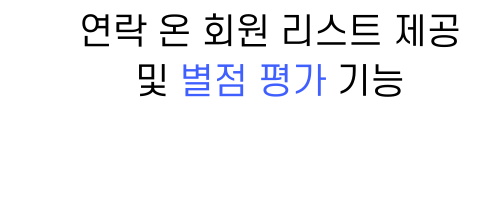 연락 온 회원 리스트 제공
및 별점 평가 기능